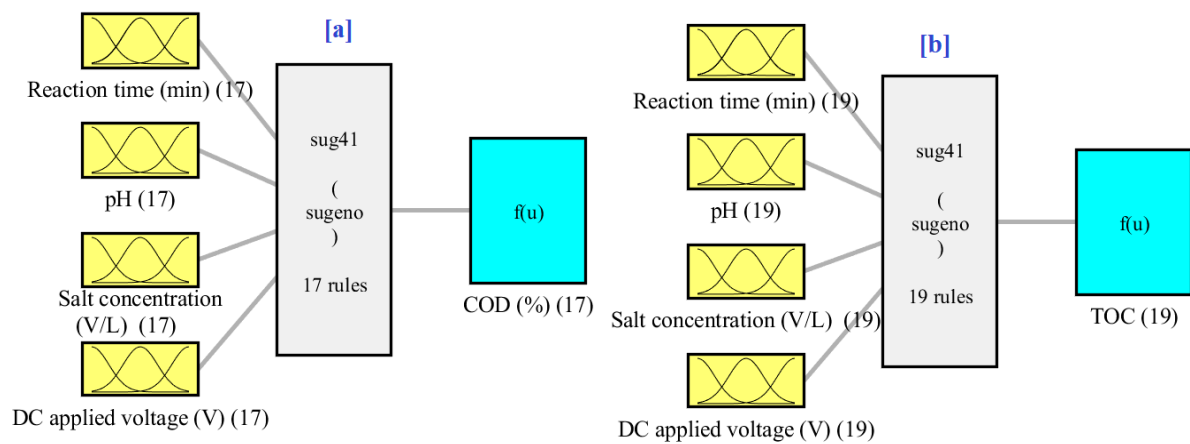 [a]
Reaction time (min) (17)
pH (17)
Salt concentration
(V/L) (17)
DC applied voltage (V) (17)
sug41
(
sugeno
)
17 rules
f(u)
COD (%) (17)
[b]
Reaction time (min) (19)
pH (19)
Salt concentration (V/L) (19)
DC applied voltage (V) (19)
sug41
(
sugeno
)
19 rules
f(u)
TOC (19)